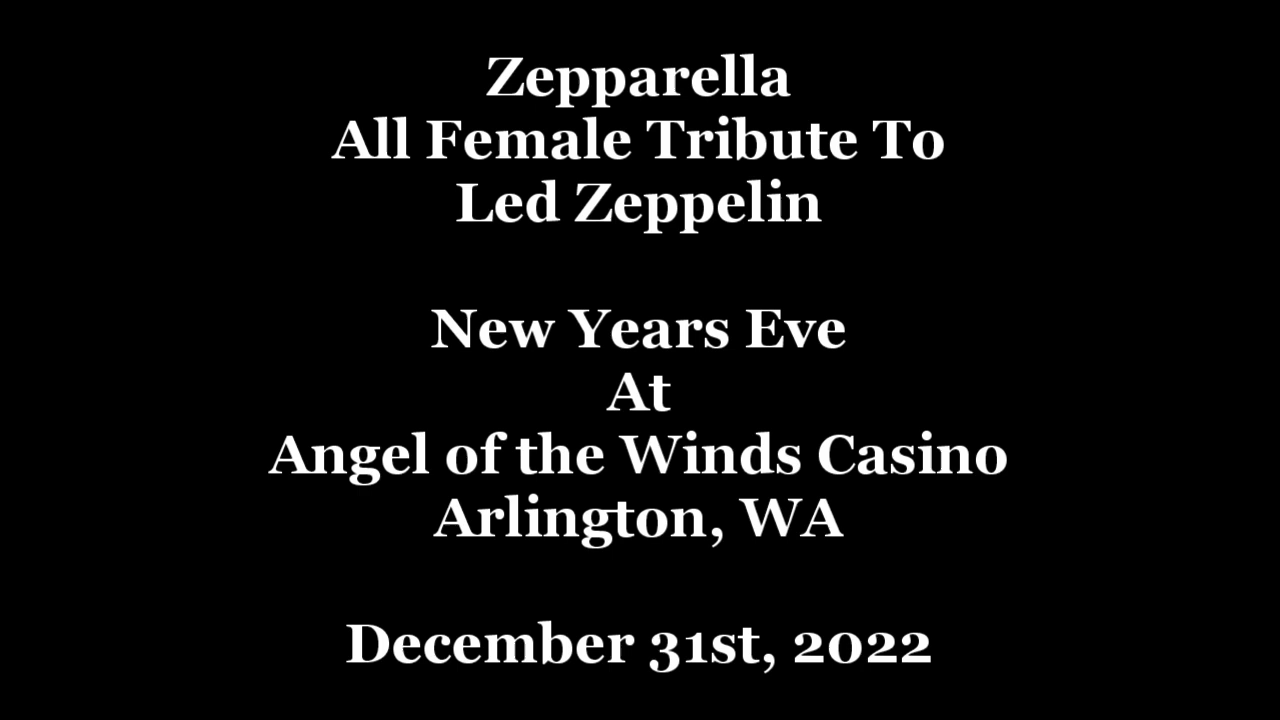 Zepparella
All Female Tribute To
Led Zeppelin
New Years Eve
At
Angel of the Winds Casino
Arlington, WA
December 31st, 2022